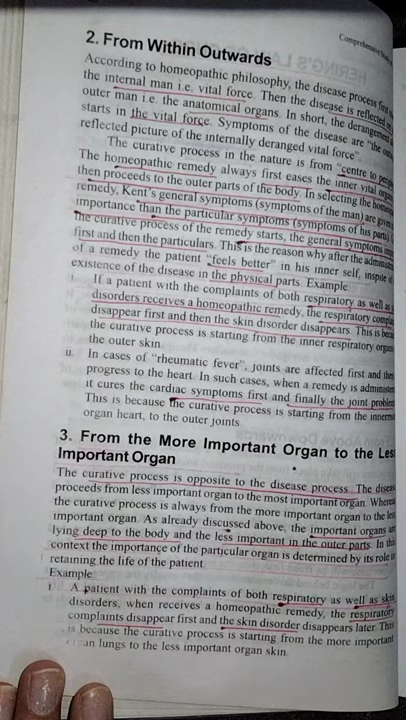 Comprehensive
2. From Within Outwards
According to homeopathic philosophy, the disease process first
the internal man i.e. vital force. Then the disease is reflected
outer man i.e. the anatomical organs. In short, the derangement
starts in the vital force. Symptoms of the disease are "the
reflected picture of the internally deranged vital force".
The curative process in the nature is from "centre to
The homeopathic remedy always first eases the inner vital
then proceeds to the outer parts of the body. In selecting the
remedy, Kent's general symptoms (symptoms of the man) are
importance than the particular symptoms (symptoms of his parts).
the curative process of the remedy starts, the general symptoms
first and then the particulars. This is the reason why after the
of a remedy the patient "feels better" in his inner self, inspite of
existence of the disease in the physical parts. Example
i. If a patient with the complaints of both respiratory as well as
disorders receives a homeopathic remedy, the respiratory
disappear first and then the skin disorder disappears. This is
the curative process is starting from the inner respiratory
the outer skin.
ii. In cases of "rheumatic fever", joints are affected first and
progress to the heart. In such cases, when a remedy is
it cures the cardiac symptoms first and finally the joint
This is because the curative process is starting from the
organ heart, to the outer joints.
3. From the More Important Organ to the Less
Important Organ
The curative process is opposite to the disease process. The
proceeds from less important organ to the most important organ.
the curative process is always from the more important organ to the
important organ. As already discussed above, the important organs
lying deep to the body and the less important in the outer parts. In
context the importance of the particular organ is determined by its role
retaining the life of the patient.
Example
i. A patient with the complaints of both respiratory as well as skin
disorders, when receives a homeopathic remedy, the respiratory
complaints disappear first and the skin disorder disappears later. This
is because the curative process is starting from the more important
lungs to the less important organ skin.